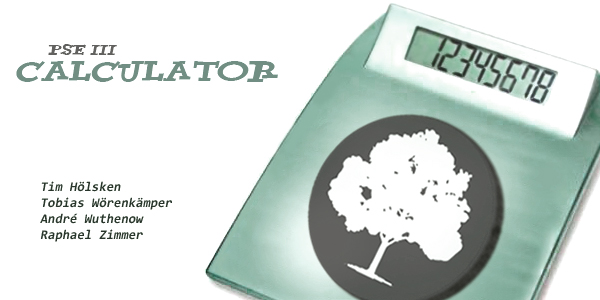 PSE III
CALCULATOR
12345678
Tim Hölsken
Tobias Wörenkämper
André Wuthenow
Raphael Zimmer